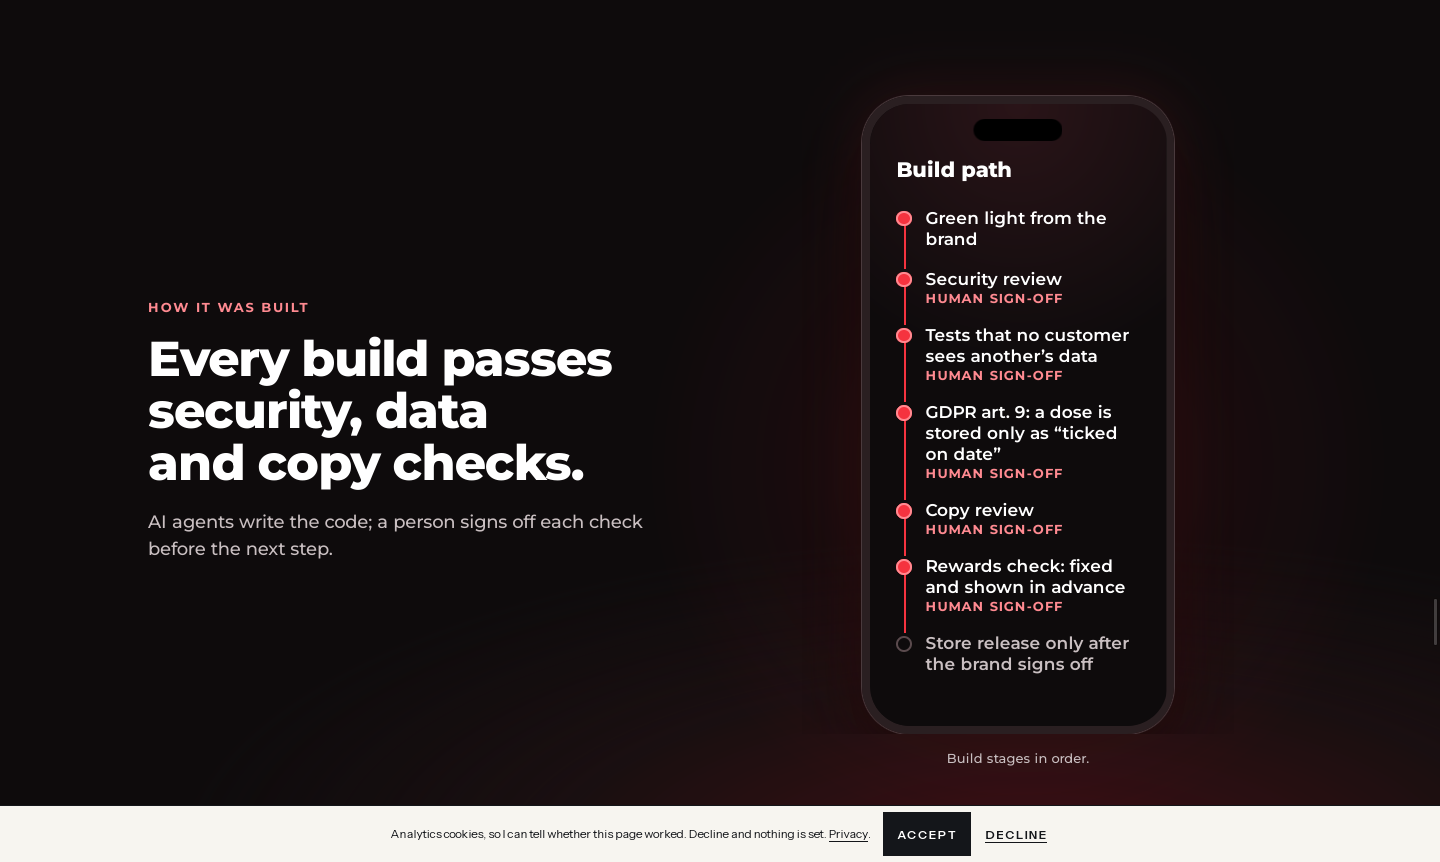 HOW IT WAS BUILT
Every build passes
security, data
and copy checks.
AI agents write the code; a person signs off each check
before the next step.
Build path
Green light from the
brand
Security review
HUMAN SIGN-OFF
Tests that no customer
sees another’s data
HUMAN SIGN-OFF
GDPR art. 9: a dose is
stored only as “ticked
on date”
HUMAN SIGN-OFF
Copy review
HUMAN SIGN-OFF
Rewards check: fixed
and shown in advance
HUMAN SIGN-OFF
Store release only after
the brand signs off
Build stages in order.
Analytics cookies, so I can tell whether this page worked. Decline and nothing is set. Privacy.
ACCEPT
DECLINE